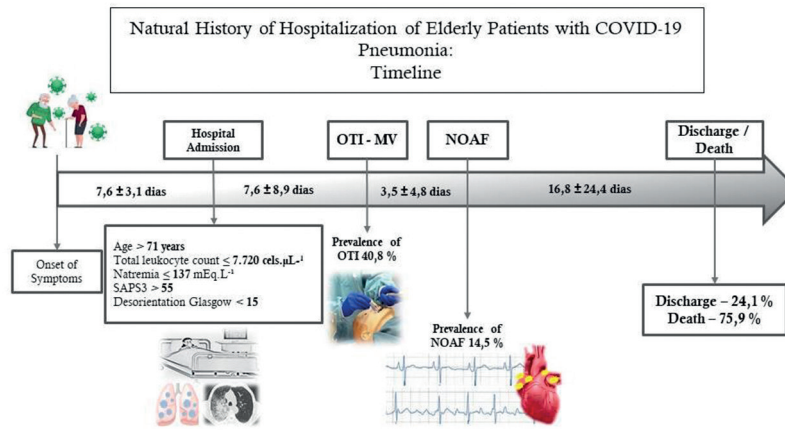 Natural History of Hospitalization of Elderly Patients with COVID-19
Pneumonia:
Timeline
Hospital
Admission
OTI - MV
NOAF
Discharge /
Death
7,6 ± 3,1 dias
7,6 ± 8,9 dias
3,5 ± 4,8 dias
16,8 ± 24,4 dias
Onset of
Symptoms
Age > 71 years
Total leukocyte count ≤ 7.720 cels.µL⁻¹
Natremia ≤ 137 mEq.L⁻¹
SAPS3 > 55
Desorientation Glasgow < 15
Prevalence of
OTI 40,8 %
Prevalence of
NOAF 14,5 %
Discharge – 24,1 %
Death – 75,9 %